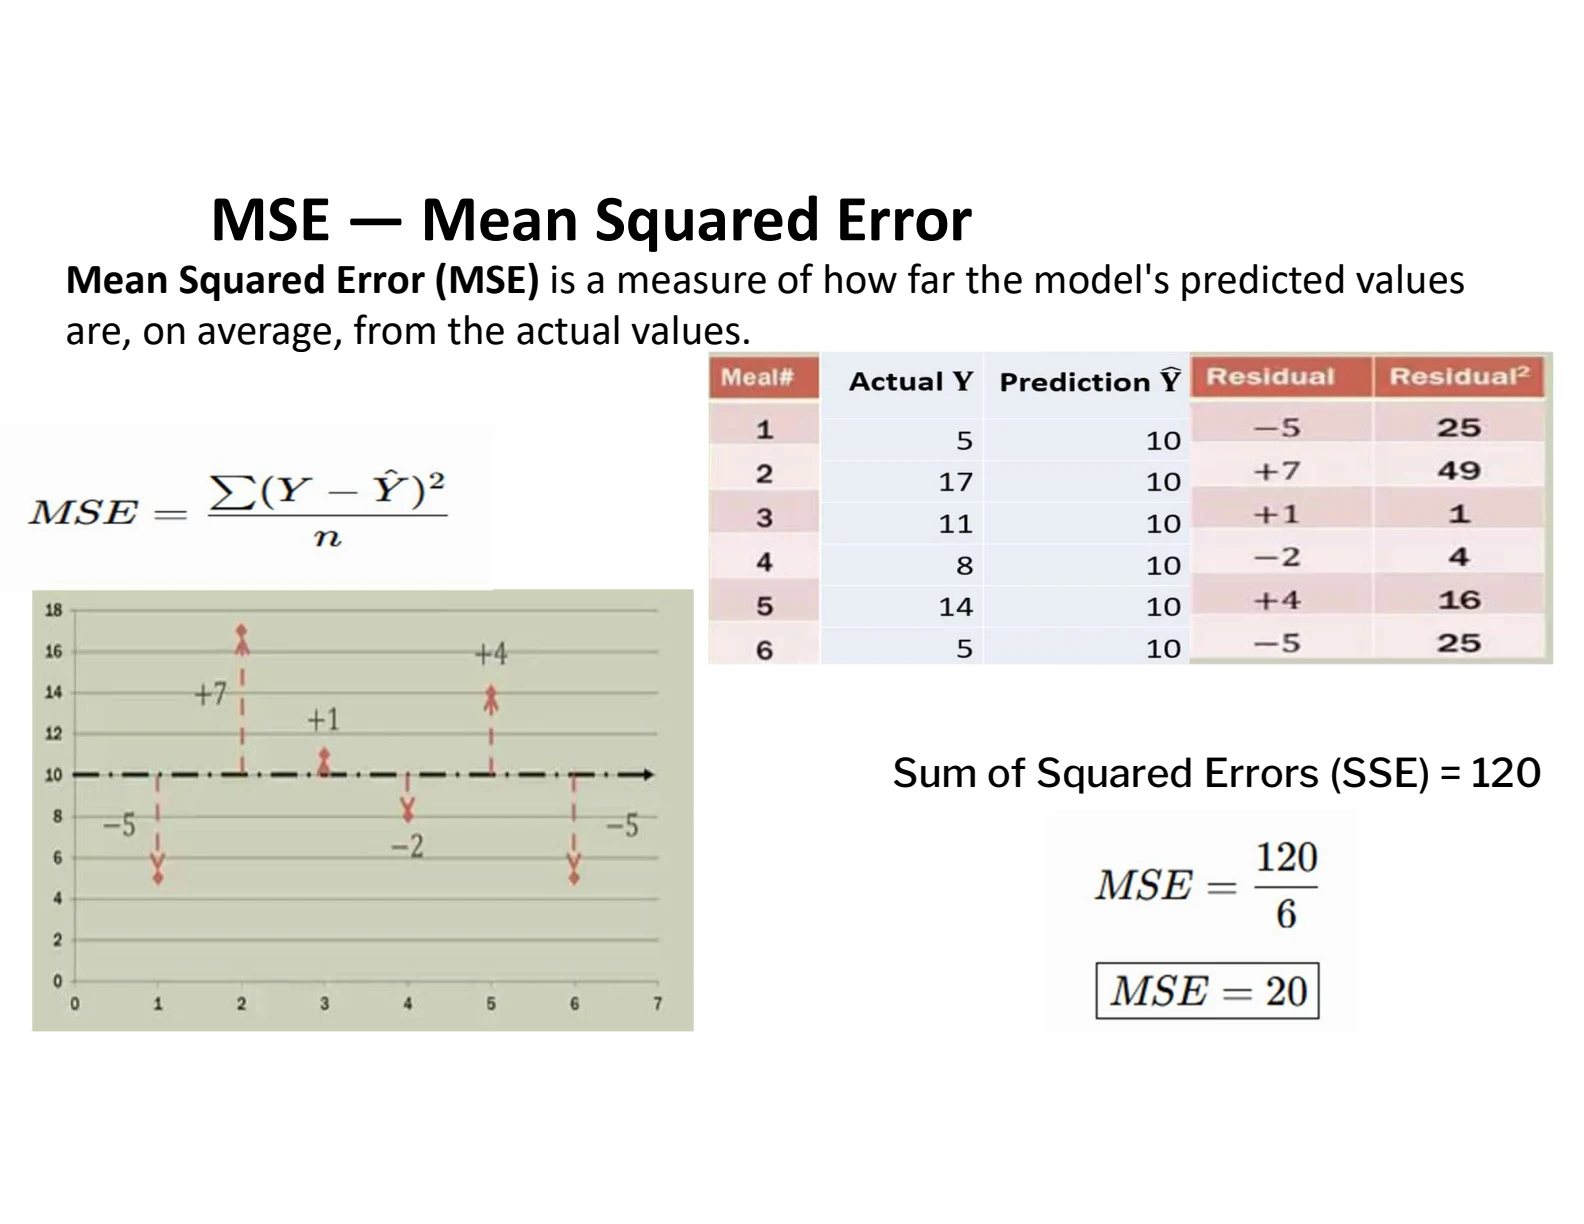 MSE — Mean Squared Error
Mean Squared Error (MSE) is a measure of how far the model's predicted values
are, on average, from the actual values.
MSE = ∑(Y − Ŷ)² / n
Meal# Actual Y Prediction Ŷ Residual Residual²
1 5 10 −5 25
2 17 10 +7 49
3 11 10 +1 1
4 8 10 −2 4
5 14 10 +4 16
6 5 10 −5 25
18
16
14
12
10
8
6
4
2
0
0 1 2 3 4 5 6 7
−5
+7
+1
−2
+4
−5
Sum of Squared Errors (SSE) = 120
MSE = 120 / 6
MSE = 20